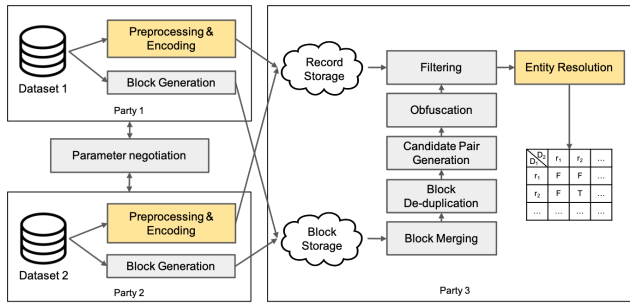 Preprocessing &
Encoding
Dataset 1
Block Generation
Party 1
Parameter negotiation
Preprocessing &
Encoding
Dataset 2
Block Generation
Party 2
Record
Storage
Filtering
Entity Resolution
Obfuscation
Candidate Pair
Generation
Block
De-duplication
Block
Storage
Block Merging
D₂
D₁
r₁ r₂ ...
r₁ F F ...
r₂ F T ...
... ... ...
Party 3